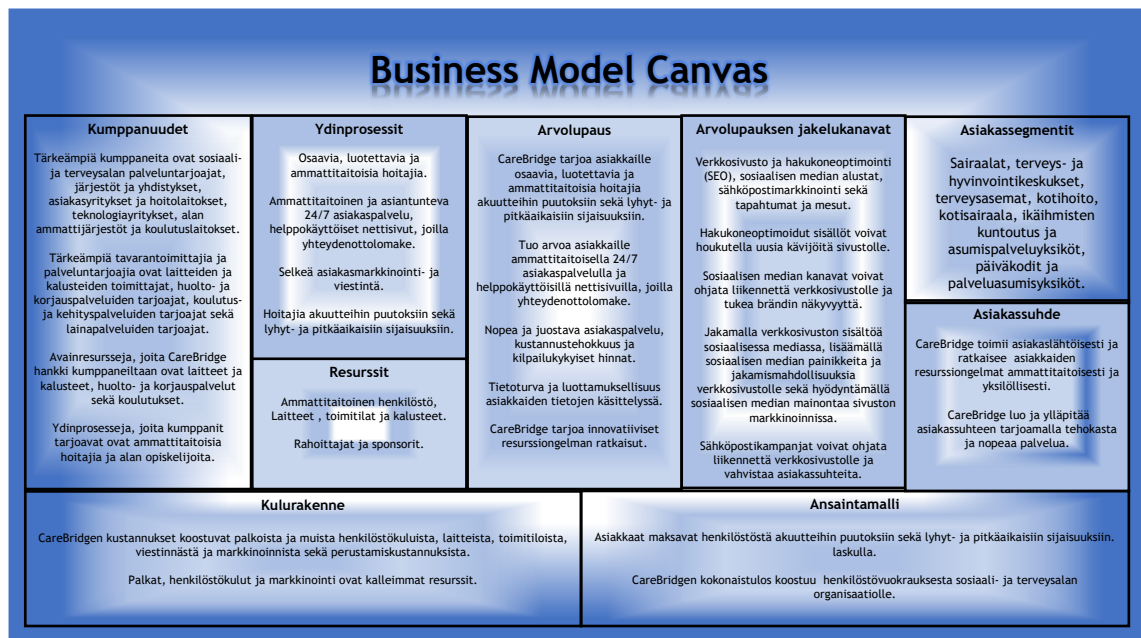 Business Model Canvas
Kumppanuudet
Tärkeämpiä kumppaneita ovat sosiaali-
ja terveysalan palveluntarjoajat,
järjestöt ja yhdistykset,
asiakasyritykset ja hoitolaitokset,
teknologiayritykset, alan
ammattijärjestöt ja koulutuslaitokset.
Tärkeämpiä tavarantoimittajia ja
palveluntarjoajia ovat laitteiden ja
kalusteiden toimittajat, huolto- ja
korjauspalveluiden tarjoajat, koulutus-
ja kehityspalveluiden tarjoajat sekä
lainapalveluiden tarjoajat.
Avainresursseja, joita CareBridge
hankki kumppaneiltaan ovat laitteet ja
kalusteet, huolto- ja korjauspalvelut
sekä koulutukset.
Ydinprosesseja, joita kumppanit
tarjoavat ovat ammattitaitoisia
hoitajia ja alan opiskelijoita.
Ydinprosessit
Osaavia, luotettavia ja
ammattitaitoisia hoitajia.
Ammattitaitoinen ja asiantunteva
24/7 asiakaspalvelu,
helppokäyttöiset nettisivut, joilla
yhteydenottolomake.
Selkeä asiakasmarkkinointi- ja
viestintä.
Hoitajia akuutteihin puutoksiin sekä
lyhyt- ja pitkäaikaisiin sijaisuuksiin.
Resurssit
Ammattitaitoinen henkilöstö,
Laitteet , toimitilat ja kalusteet.
Rahoittajat ja sponsorit.
Arvolupaus
CareBridge tarjoa asiakkaille
osaavia, luotettavia ja
ammattitaitoisia hoitajia
akuutteihin puutoksiin sekä lyhyt- ja
pitkäaikaisiin sijaisuuksiin.
Tuo arvoa asiakkaille
ammattitaitoisella 24/7
asiakaspalvelulla ja
helppokäyttöisillä nettisivuilla, joilla
yhteydenottolomake.
Nopea ja juostava asiakaspalvelu,
kustannustehokkuus ja
kilpailukykyiset hinnat.
Tietoturva ja luottamuksellisuus
asiakkaiden tietojen käsittelyssä.
CareBridge tarjoa innovatiiviset
resurssiongelman ratkaisut.
Arvolupauksen jakelukanavat
Verkkosivusto ja hakukoneoptimointi
(SEO), sosiaalisen median alustat,
sähköpostimarkkinointi sekä
tapahtumat ja mesut.
Hakukoneoptimoidut sisällöt voivat
houkutella uusia kävijöitä sivustolle.
Sosiaalisen median kanavat voivat
ohjata liikennettä verkkosivustolle ja
tukea brändin näkyvyyttä.
Jakamalla verkkosivuston sisältöä
sosiaalisessa mediassa, lisäämällä
sosiaalisen median painikkeita ja
jakamismahdollisuuksia
verkkosivustolle sekä hyödyntämällä
sosiaalisen median mainontaa sivuston
markkinoinnissa.
Sähköpostikampanjat voivat ohjata
liikennettä verkkosivustolle ja
vahvistaa asiakassuhteita.
Asiakassegmentit
Sairaalat, terveys- ja
hyvinvointikeskukset,
terveysasemat, kotihoito,
kotisairaala, ikäihmisten
kuntoutus ja
asumispalveluyksiköt,
päiväkodit ja
palveluasumisyksiköt.
Asiakassuhde
CareBridge toimii asiakaslähtöisesti ja
ratkaisee asiakkaiden
resurssiongelmat ammattitaitoisesti ja
yksilöllisesti.
CareBridge luo ja ylläpitää
asiakassuhteen tarjoamalla tehokasta
ja nopeaa palvelua.
Kulurakenne
CareBridgen kustannukset koostuvat palkoista ja muista henkilöstökuluista, laitteista, toimitiloista,
viestinnästä ja markkinoinnista sekä perustamiskustannuksista.
Palkat, henkilöstökulut ja markkinointi ovat kalleimmat resurssit.
Ansaintamalli
Asiakkaat maksavat henkilöstöstä akuutteihin puutoksiin sekä lyhyt- ja pitkäaikaisiin sijaisuuksiin.
laskulla.
CareBridgen kokonaistulos koostuu henkilöstövuokrauksesta sosiaali- ja terveysalan
organisaatiolle.